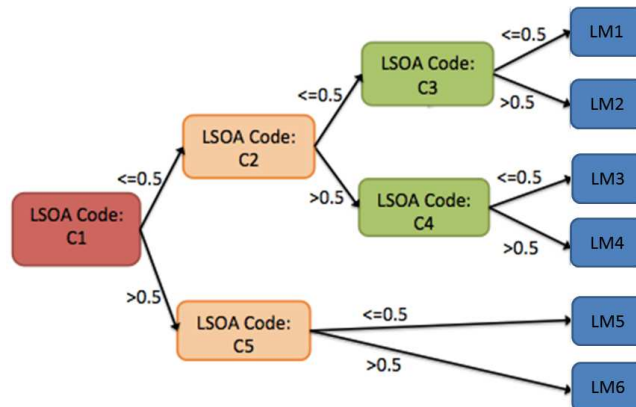 LSOA Code:
C1
<=0.5
>0.5
LSOA Code:
C2
<=0.5
>0.5
LSOA Code:
C3
<=0.5
>0.5
LM1
LM2
LSOA Code:
C4
<=0.5
>0.5
LM3
LM4
LSOA Code:
C5
<=0.5
>0.5
LM5
LM6